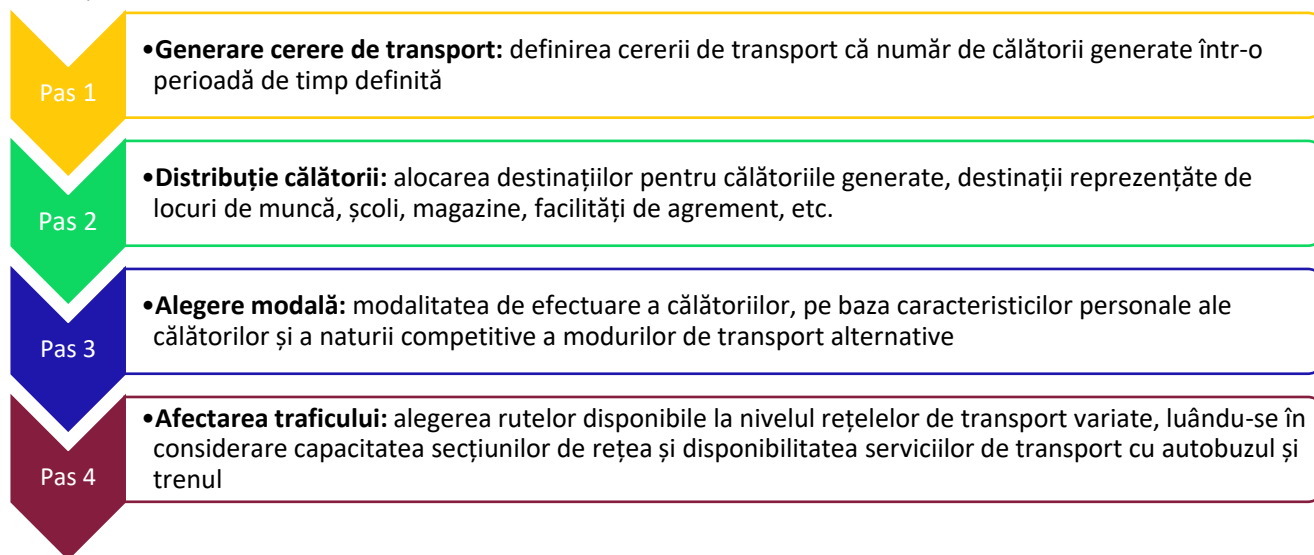 Pas 1
•Generare cerere de transport: definirea cererii de transport că număr de călătorii generate într-o
perioadă de timp definită
Pas 2
•Distribuție călătorii: alocarea destinațiilor pentru călătoriile generate, destinații reprezențăte de
locuri de muncă, școli, magazine, facilități de agrement, etc.
Pas 3
•Alegere modală: modalitatea de efectuare a călătoriilor, pe baza caracteristicilor personale ale
călătorilor și a naturii competitive a modurilor de transport alternative
Pas 4
•Afectarea traficului: alegerea rutelor disponibile la nivelul rețelelor de transport variate, luându-se în
considerare capacitatea secțiunilor de rețea și disponibilitatea serviciilor de transport cu autobuzul și
trenul